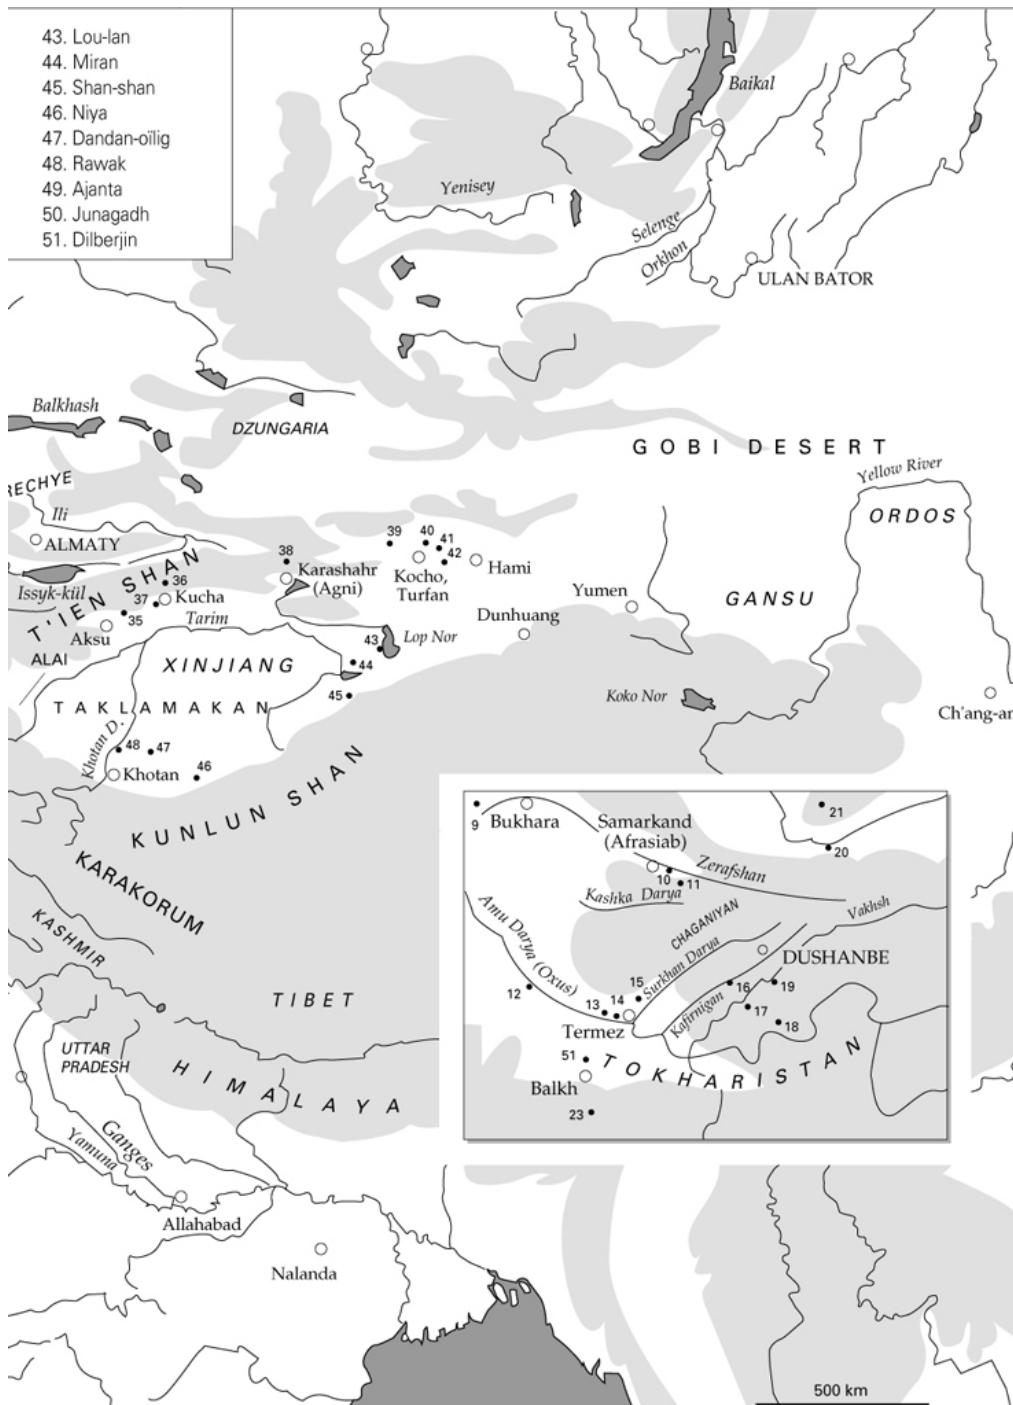 43. Lou-lan
44. Miran
45. Shan-shan
46. Niya
47. Dandan-oïlig
48. Rawak
49. Ajanta
50. Junagadh
51. Dilberjin
Baikal
Yenisey
Selenge
Orkhon
ULAN BATOR
Balkhash
DZUNGARIA
GOBI DESERT
Yellow River
RECHYE
Ili
ORDOS
ALMATY
39
40
41
42
38
Karashahr
(Agni)
Kocho,
Turfan
Hami
Issyk-kül
T'IEN SHAN
36
37
Kucha
35
Tarim
Aksu
Yumen
GANSU
Dunhuang
ALAI
XINJIANG
43
Lop Nor
44
45
TAKLAMAKAN
Koko Nor
Ch'ang-an
Khotan D.
48
47
46
Khotan
KUNLUN SHAN
KARAKORUM
KASHMIR
TIBET
UTTAR
PRADESH
HIMALAYA
Ganges
Yamuna
Allahabad
Nalanda
9
Bukhara
Samarkand
(Afrasiab)
21
20
10
11
Zerafshan
Kashka Darya
Amu Darya (Oxus)
CHAGANIYAN
Surkhan Darya
Vakhsh
DUSHANBE
12
13
14
15
Termez
Kafirnigan
16
19
17
18
51
TOKHARISTAN
Balkh
23
500 km